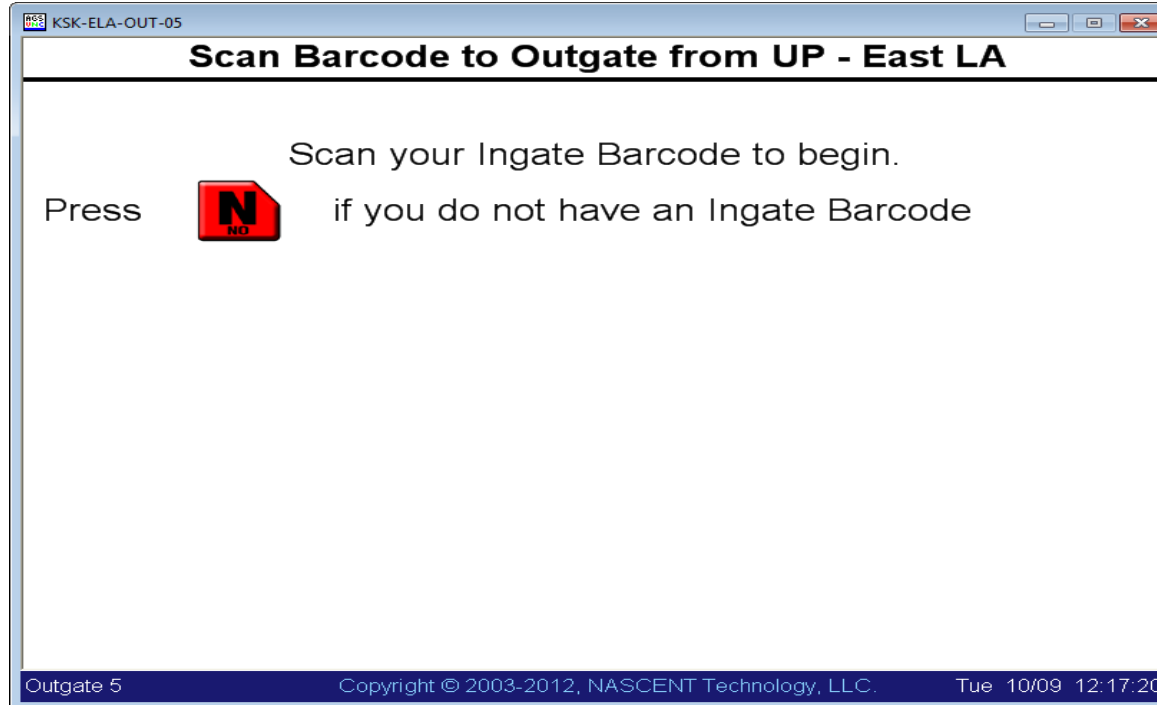 AGS
VNC
KSK-ELA-OUT-05
Scan Barcode to Outgate from UP - East LA
Scan your Ingate Barcode to begin.
Press N NO if you do not have an Ingate Barcode
Outgate 5 Copyright © 2003-2012, NASCENT Technology, LLC. Tue 10/09 12:17:20